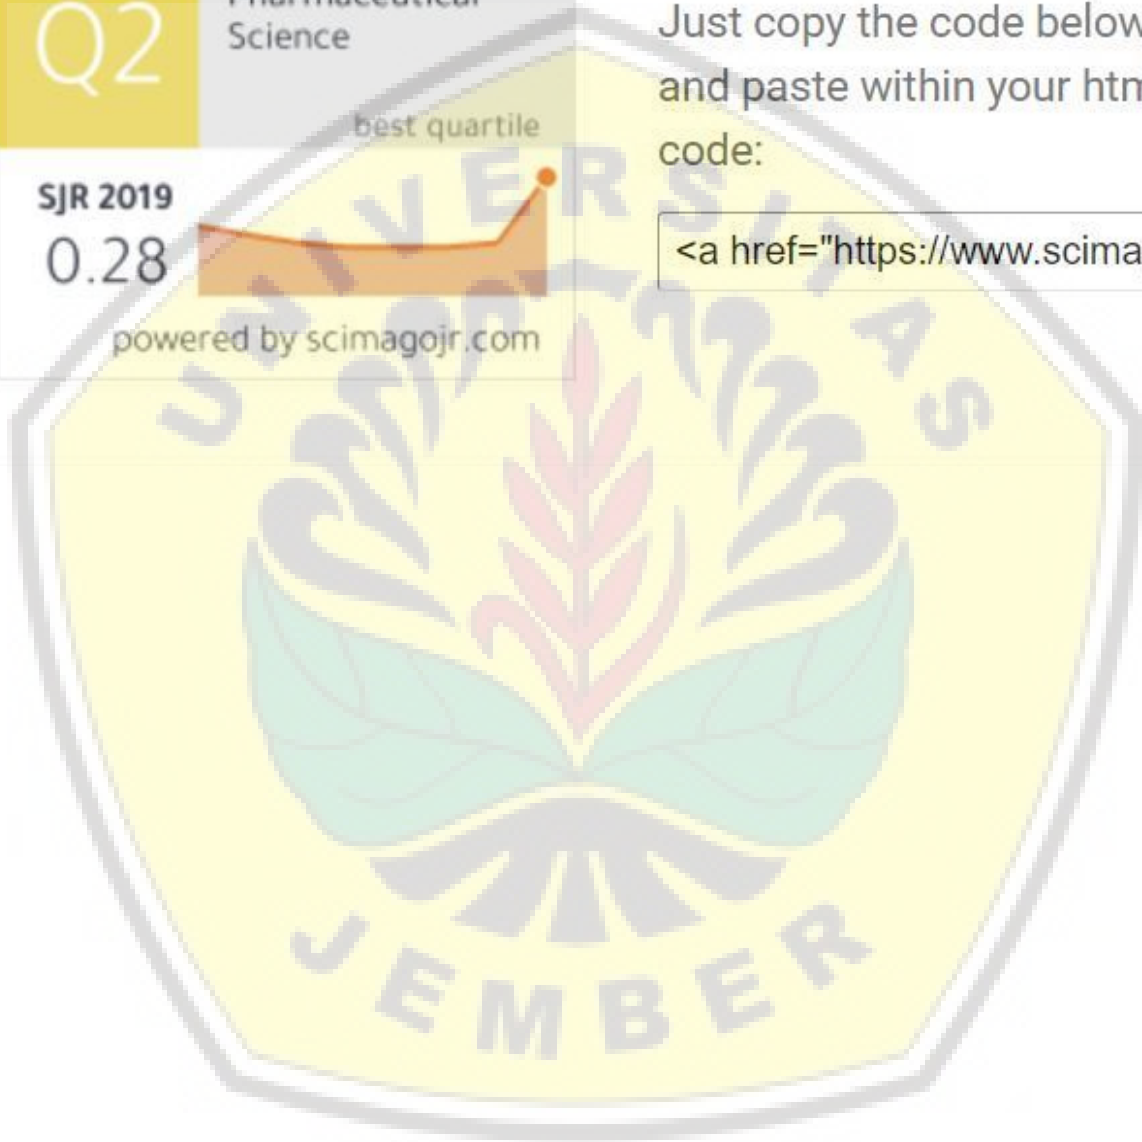 Pharmaceutical
Science
Q2
best quartile
SJR 2019
0.28
powered by scimagojr.com
Just copy the code below
and paste within your htm
code:
<a href="https://www.scima
UNIVERSITAS
JEMBER